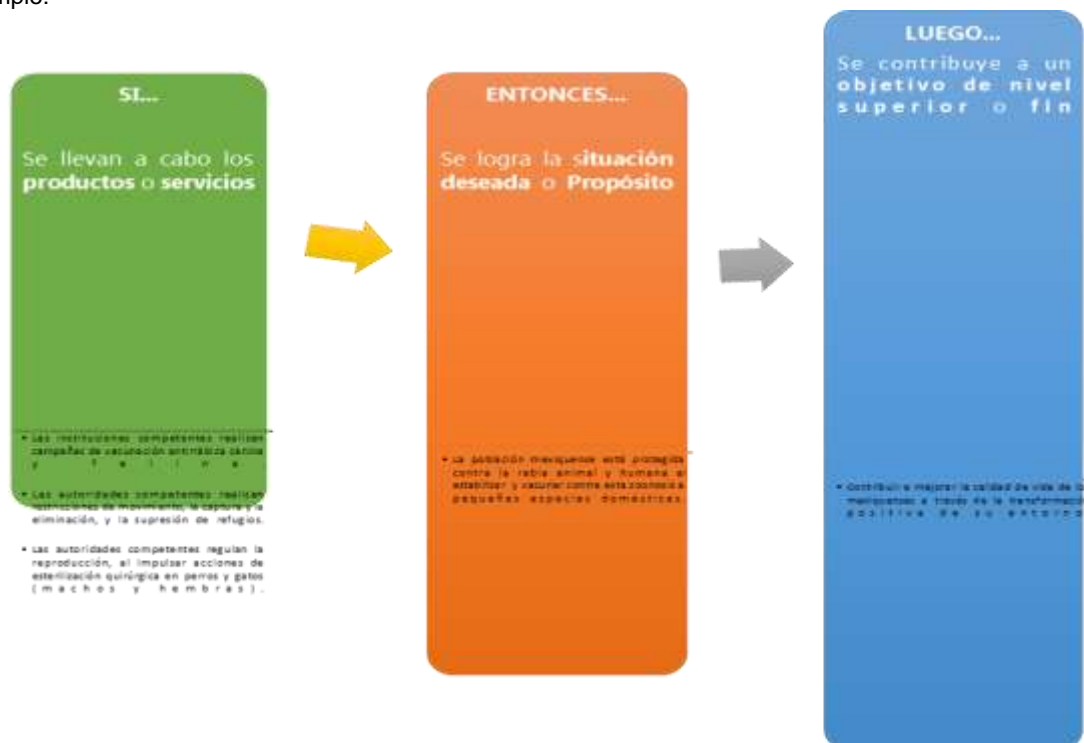 SI...
Se llevan a cabo los
productos o servicios
• Las instituciones competentes realizan
campañas de vacunación antirrábica canina
y felina.
• Las autoridades competentes realizan
restricciones de movimiento, la captura y la
eliminación, y la supresión de refugios.
• Las autoridades competentes regulan la
reproducción, al impulsar acciones de
esterilización quirúrgica en perros y gatos
(machos y hembras).
ENTONCES...
Se logra la situación
deseada o Propósito
• La población mexiquense está protegida
contra la rabia animal y humana al
estabilizar y vacunar contra esta zoonosis a
pequeñas especies domésticas.
LUEGO...
Se contribuye a un
objetivo de nivel
superior o fin
• Contribuir a mejorar la calidad de vida de lo
mexiquenses a través de la transformació
positiva de su entorno